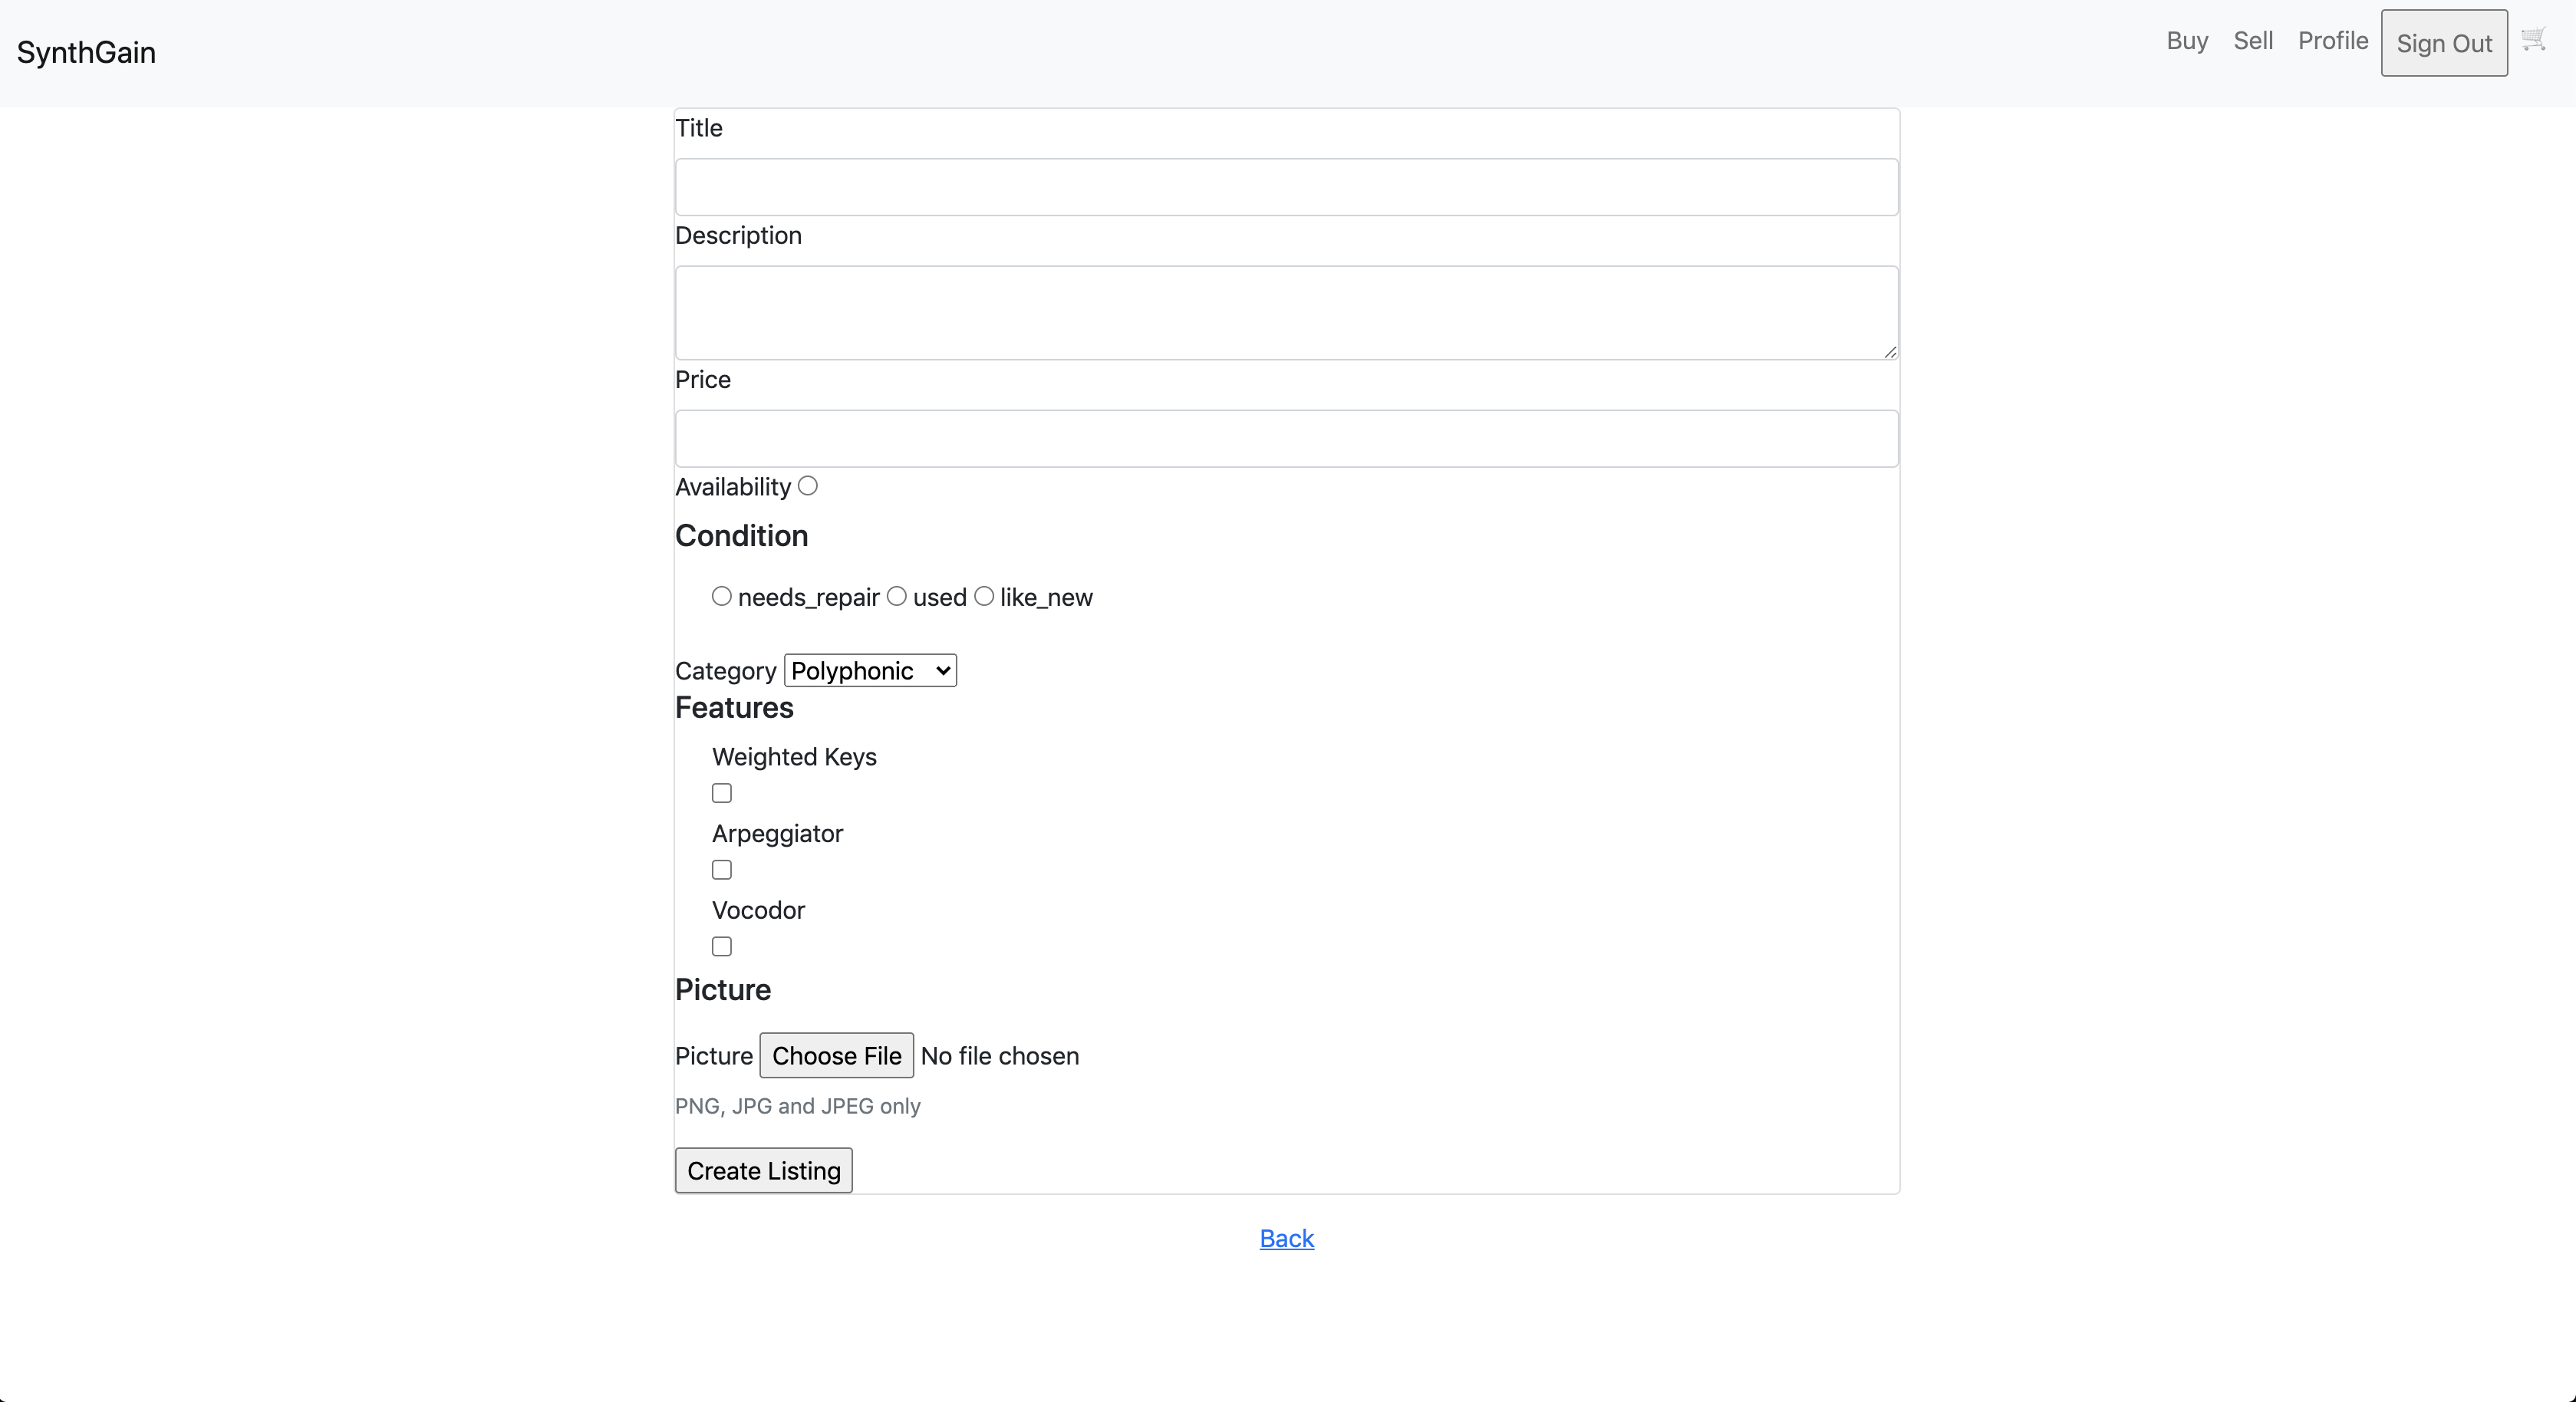 SynthGain
Buy Sell Profile Sign Out
Title
Description
Price
Availability
Condition
needs_repair used like_new
Category Polyphonic
Features
Weighted Keys
Arpeggiator
Vocodor
Picture
Picture Choose File No file chosen
PNG, JPG and JPEG only
Create Listing
Back